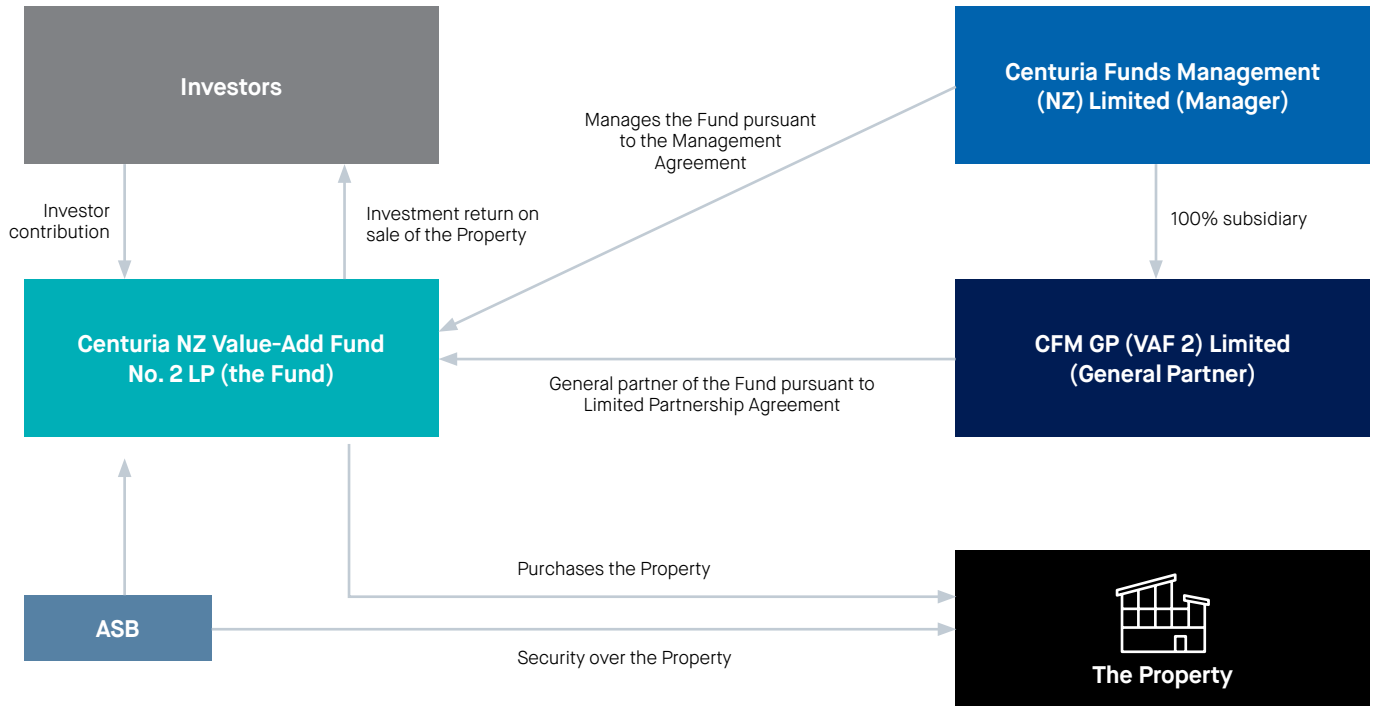 Investors
Centuria Funds Management
(NZ) Limited (Manager)
Manages the Fund pursuant
to the Management
Agreement
Investor
contribution
Investment return on
sale of the Property
100% subsidiary
Centuria NZ Value-Add Fund
No. 2 LP (the Fund)
CFM GP (VAF 2) Limited
(General Partner)
General partner of the Fund pursuant to
Limited Partnership Agreement
Purchases the Property
ASB
Security over the Property
The Property